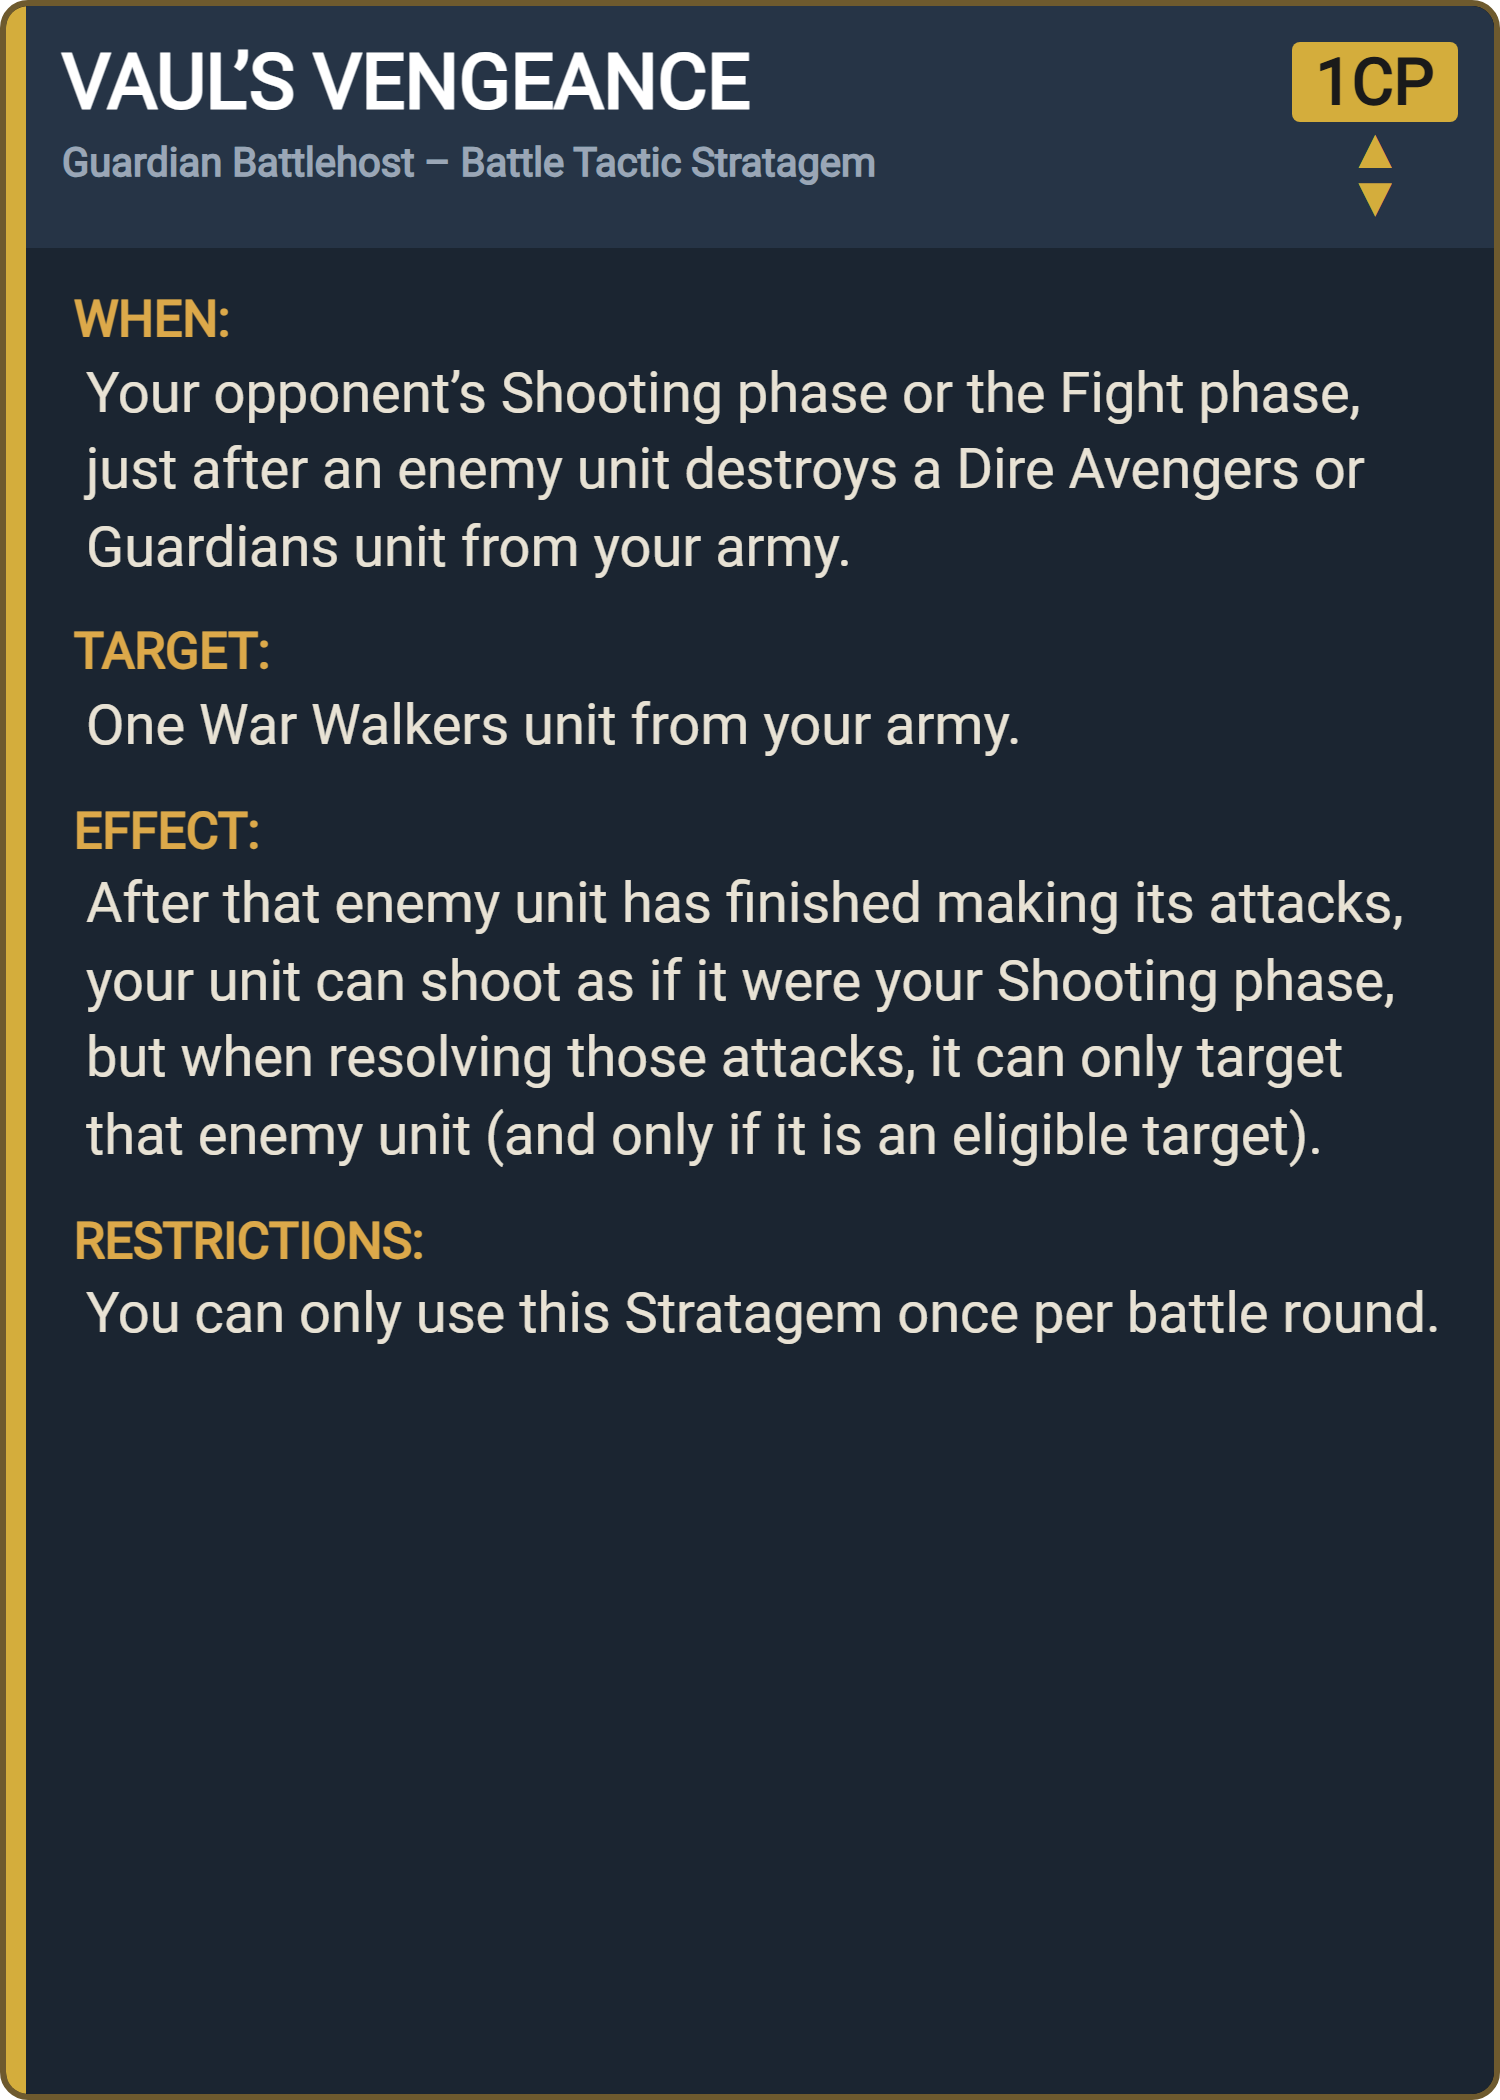 VAUL’S VENGEANCE
1CP
Guardian Battlehost – Battle Tactic Stratagem
▲
▼
WHEN:
Your opponent’s Shooting phase or the Fight phase,
just after an enemy unit destroys a Dire Avengers or
Guardians unit from your army.
TARGET:
One War Walkers unit from your army.
EFFECT:
After that enemy unit has finished making its attacks,
your unit can shoot as if it were your Shooting phase,
but when resolving those attacks, it can only target
that enemy unit (and only if it is an eligible target).
RESTRICTIONS:
You can only use this Stratagem once per battle round.